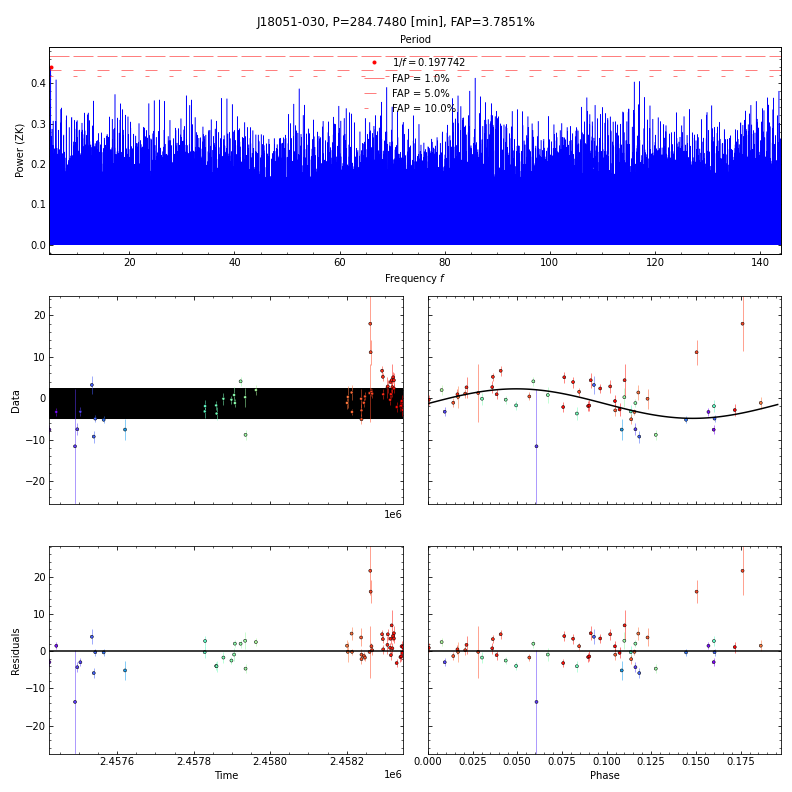 J18051-030, P=284.7480 [min], FAP=3.7851%
Period
1/f = 0.197742
FAP = 1.0%
FAP = 5.0%
FAP = 10.0%
Power (ZK)
0.4
0.3
0.2
0.1
0.0
20 40 60 80 100 120 140
Frequency f
Data
20
10
0
−10
−20
1e6
0.000 0.025 0.050 0.075 0.100 0.125 0.150 0.175
Residuals
20
10
0
−10
−20
2.4576 2.4578 2.4580 2.4582
1e6
Time
Phase